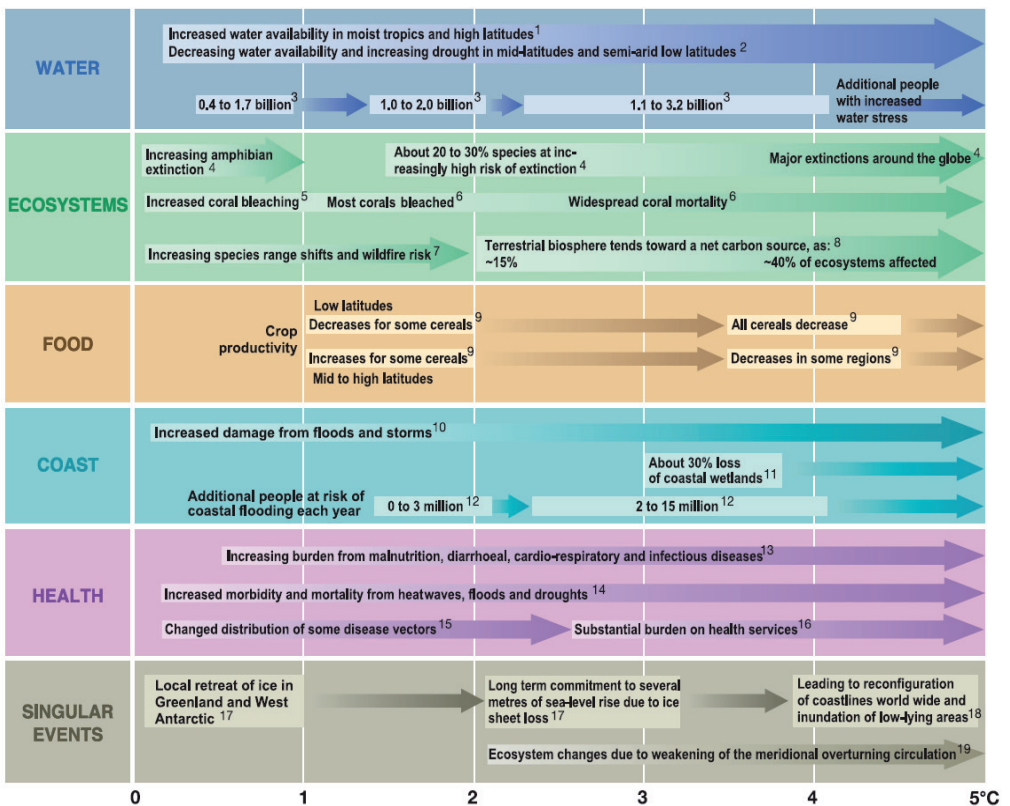 WATER
Increased water availability in moist tropics and high latitudes1
Decreasing water availability and increasing drought in mid-latitudes and semi-arid low latitudes 2
0.4 to 1.7 billion3
1.0 to 2.0 billion3
1.1 to 3.2 billion3
Additional people
with increased
water stress
ECOSYSTEMS
Increasing amphibian
extinction 4
About 20 to 30% species at inc-
reasingly high risk of extinction 4
Major extinctions around the globe 4
Increased coral bleaching5
Most corals bleached6
Widespread coral mortality6
Increasing species range shifts and wildfire risk7
Terrestrial biosphere tends toward a net carbon source, as: 8
~15%
~40% of ecosystems affected
FOOD
Crop
productivity
Low latitudes
Decreases for some cereals9
All cereals decrease9
Increases for some cereals9
Decreases in some regions9
Mid to high latitudes
COAST
Increased damage from floods and storms10
About 30% loss
of coastal wetlands11
Additional people at risk of
coastal flooding each year
0 to 3 million 12
2 to 15 million 12
HEALTH
Increasing burden from malnutrition, diarrhoeal, cardio-respiratory and infectious diseases13
Increased morbidity and mortality from heatwaves, floods and droughts 14
Changed distribution of some disease vectors 15
Substantial burden on health services16
SINGULAR
EVENTS
Local retreat of ice in
Greenland and West
Antarctic 17
Long term commitment to several
metres of sea-level rise due to ice
sheet loss17
Leading to reconfiguration
of coastlines world wide and
inundation of low-lying areas18
Ecosystem changes due to weakening of the meridional overturning circulation19
0 1 2 3 4 5°C